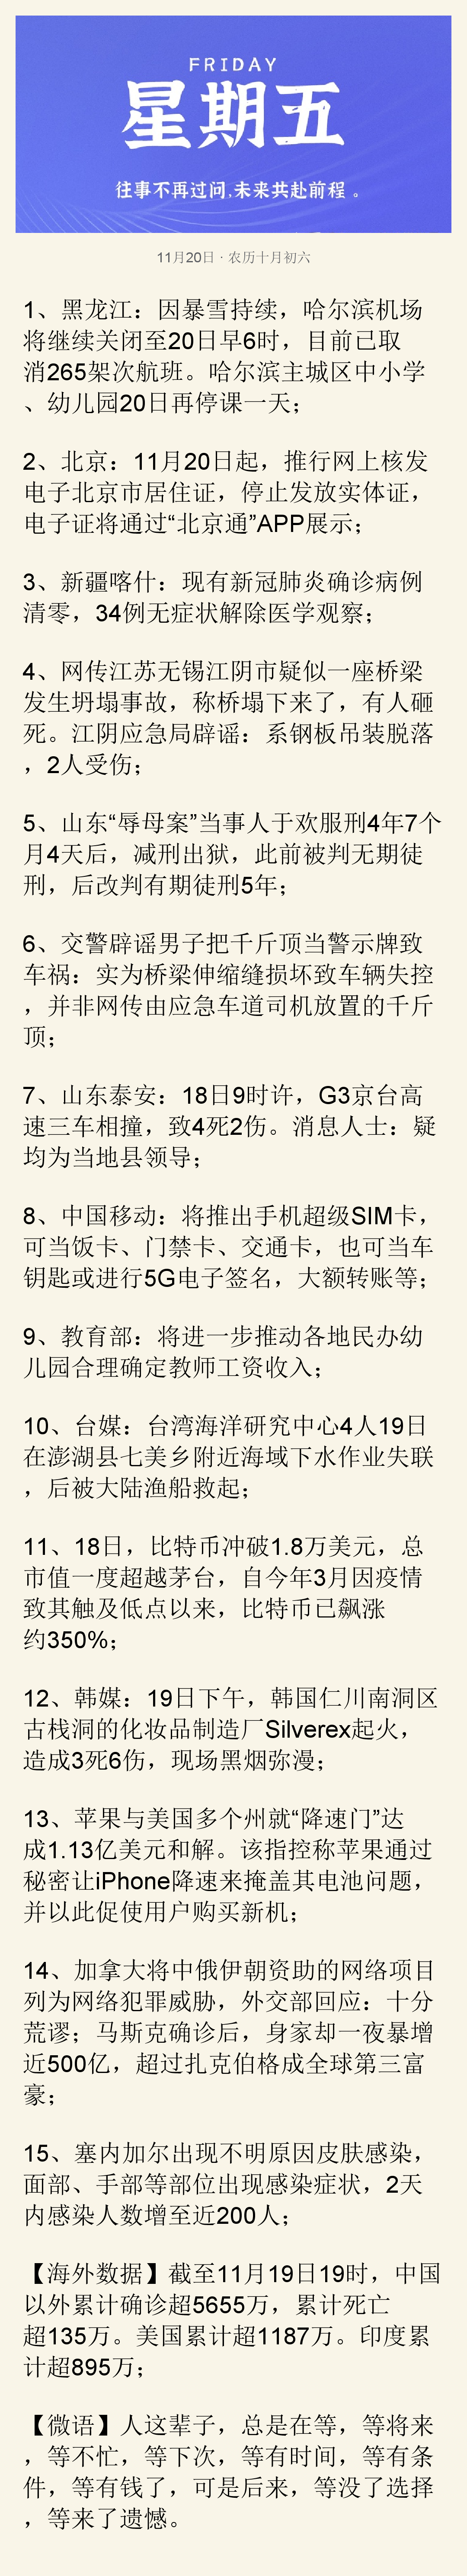 FRIDAY
星期五
往事不再过问,未来共赴前程 。
11月20日 · 农历十月初六
1、黑龙江：因暴雪持续，哈尔滨机场
将继续关闭至20日早6时，目前已取
消265架次航班。哈尔滨主城区中小学
、幼儿园20日再停课一天；
2、北京：11月20日起，推行网上核发
电子北京市居住证，停止发放实体证，
电子证将通过“北京通”APP展示；
3、新疆喀什：现有新冠肺炎确诊病例
清零，34例无症状解除医学观察；
4、网传江苏无锡江阴市疑似一座桥梁
发生坍塌事故，称桥塌下来了，有人砸
死。江阴应急局辟谣：系钢板吊装脱落
，2人受伤；
5、山东“辱母案”当事人于欢服刑4年7个
月4天后，减刑出狱，此前被判无期徒
刑，后改判有期徒刑5年；
6、交警辟谣男子把千斤顶当警示牌致
车祸：实为桥梁伸缩缝损坏致车辆失控
，并非网传由应急车道司机放置的千斤
顶；
7、山东泰安：18日9时许，G3京台高
速三车相撞，致4死2伤。消息人士：疑
均为当地县领导；
8、中国移动：将推出手机超级SIM卡，
可当饭卡、门禁卡、交通卡，也可当车
钥匙或进行5G电子签名，大额转账等；
9、教育部：将进一步推动各地民办幼
儿园合理确定教师工资收入；
10、台媒：台湾海洋研究中心4人19日
在澎湖县七美乡附近海域下水作业失联
，后被大陆渔船救起；
11、18日，比特币冲破1.8万美元，总
市值一度超越茅台，自今年3月因疫情
致其触及低点以来，比特币已飙涨
约350%；
12、韩媒：19日下午，韩国仁川南洞区
古栈洞的化妆品制造厂Silverex起火，
造成3死6伤，现场黑烟弥漫；
13、苹果与美国多个州就“降速门”达
成1.13亿美元和解。该指控称苹果通过
秘密让iPhone降速来掩盖其电池问题，
并以此促使用户购买新机；
14、加拿大将中俄伊朝资助的网络项目
列为网络犯罪威胁，外交部回应：十分
荒谬；马斯克确诊后，身家却一夜暴增
近500亿，超过扎克伯格成全球第三富
豪；
15、塞内加尔出现不明原因皮肤感染，
面部、手部等部位出现感染症状，2天
内感染人数增至近200人；
【海外数据】截至11月19日19时，中国
以外累计确诊超5655万，累计死亡
超135万。美国累计超1187万。印度累
计超895万；
【微语】人这辈子，总是在等，等将来
，等不忙，等下次，等有时间，等有条
件，等有钱了，可是后来，等没了选择
，等来了遗憾。